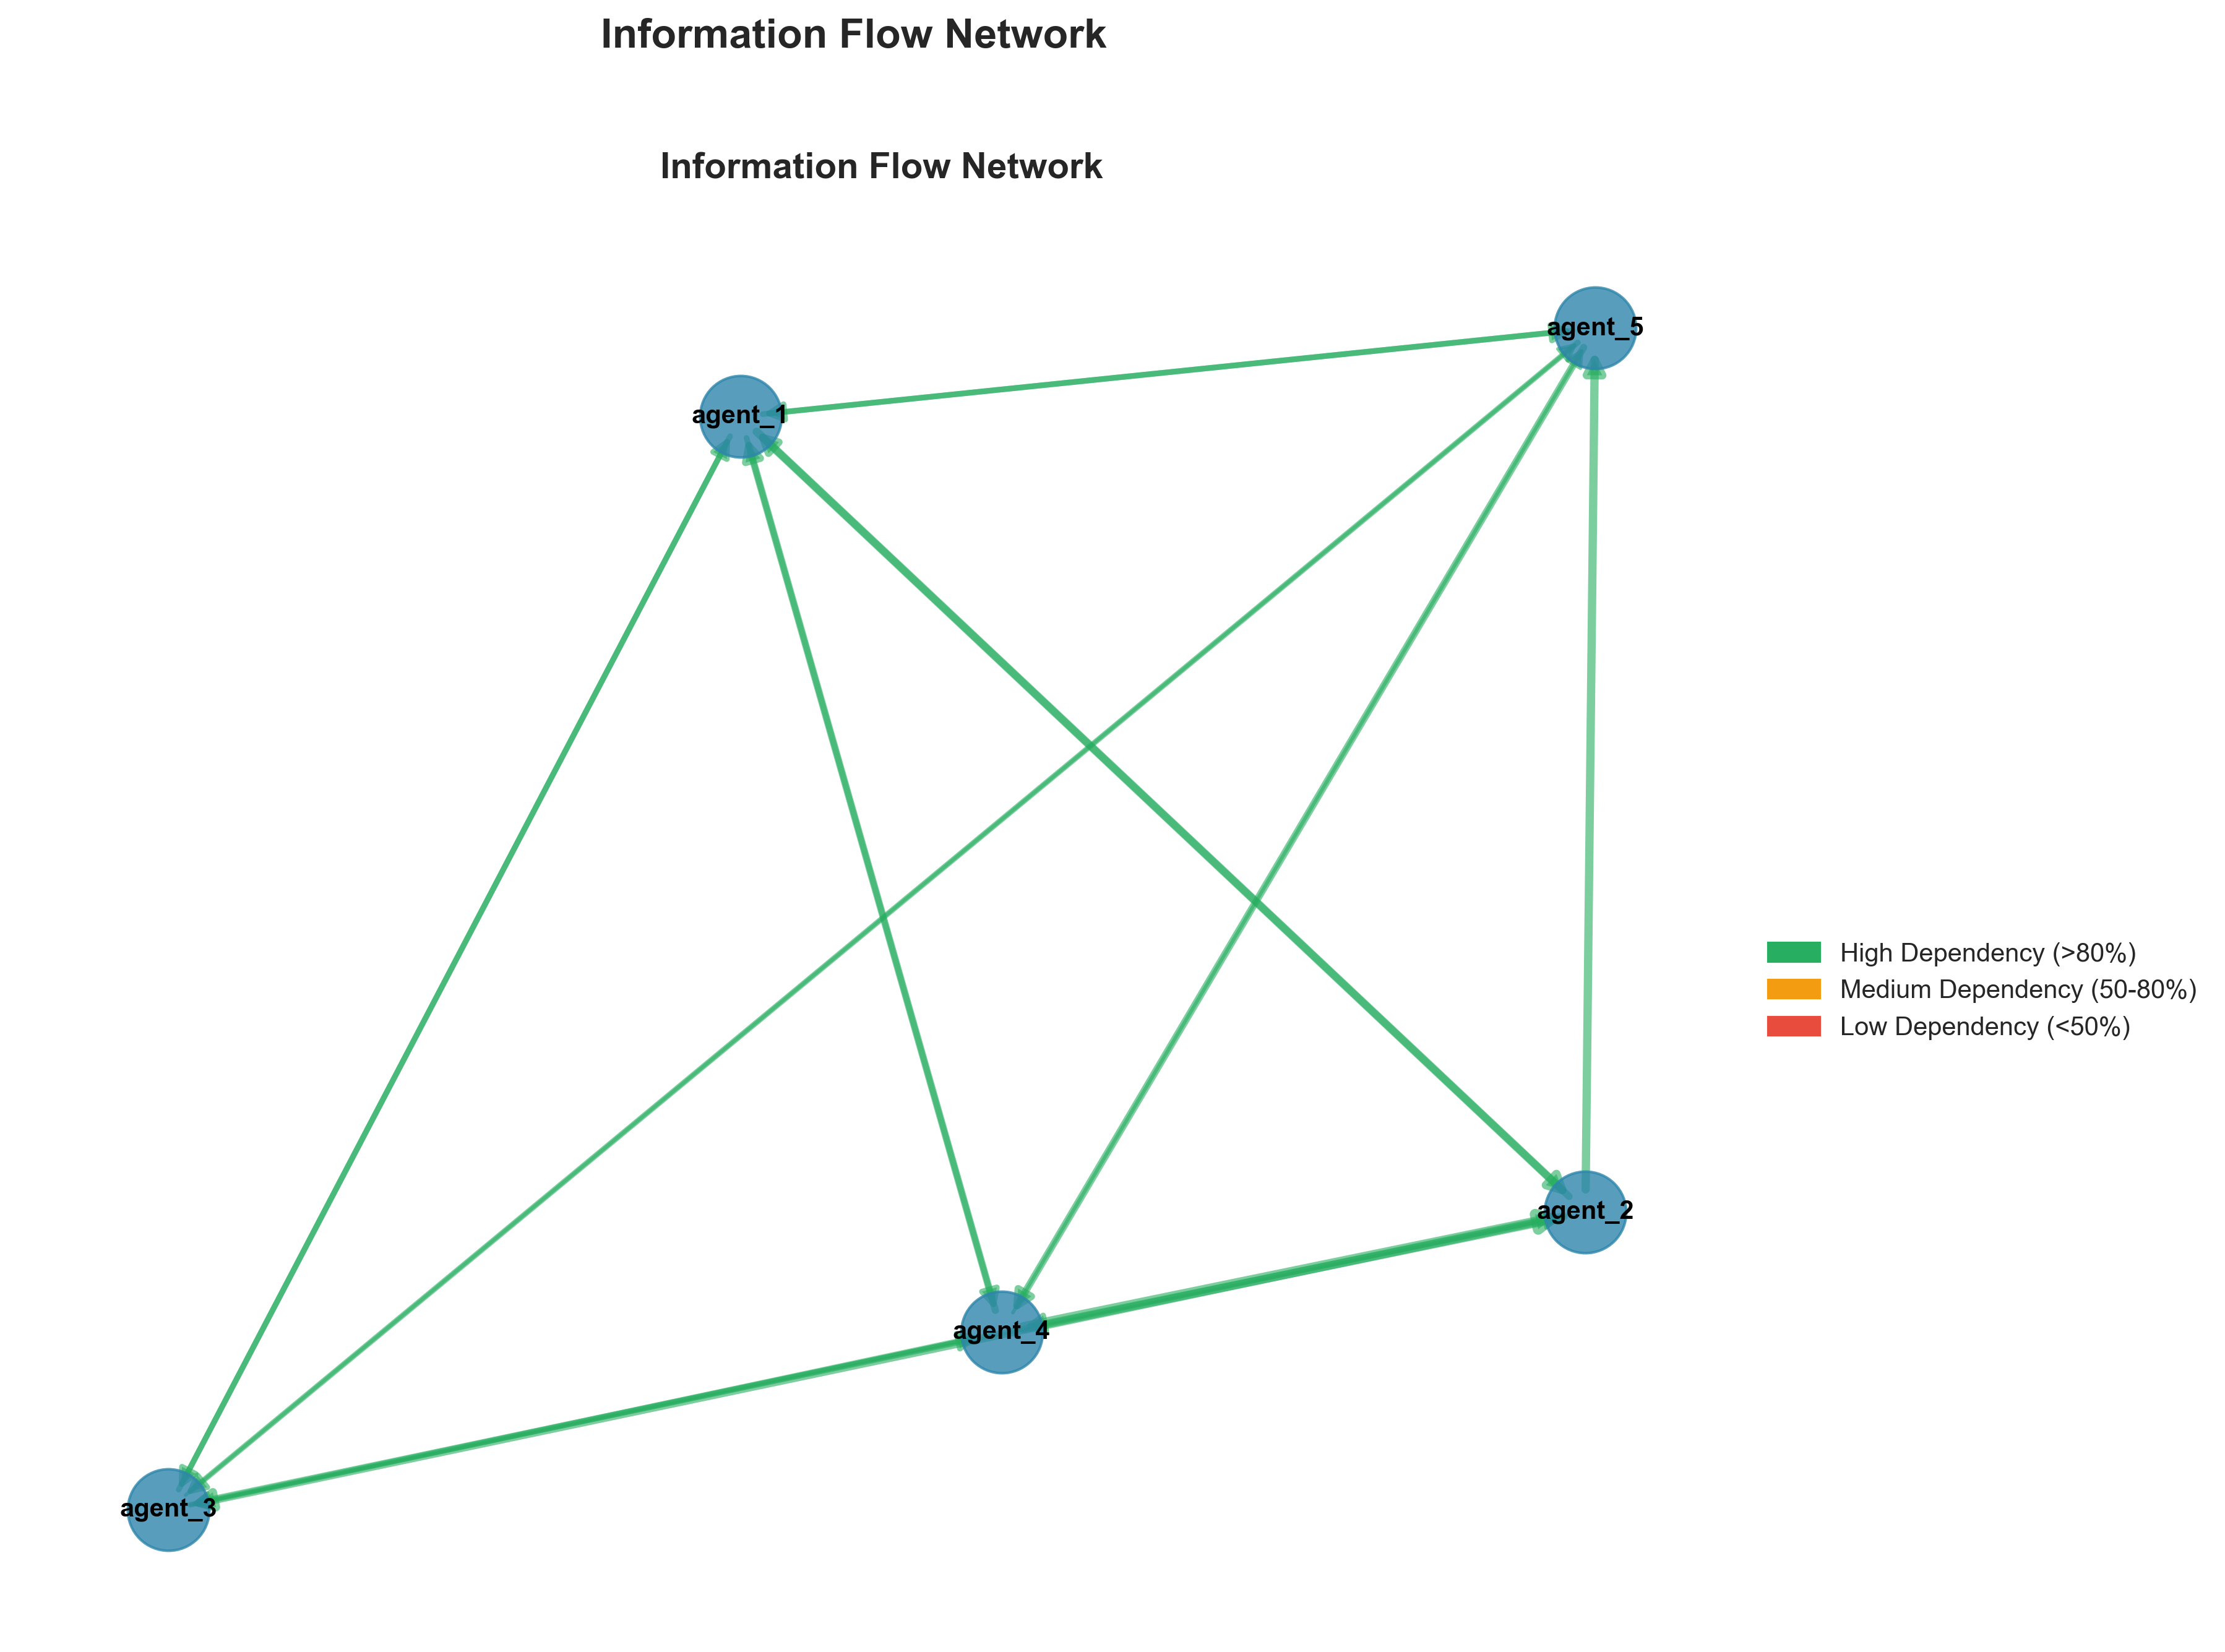 Information Flow Network
Information Flow Network
agent_5
agent_1
High Dependency (>80%)
Medium Dependency (50-80%)
Low Dependency (<50%)
agent_2
agent_4
agent_3